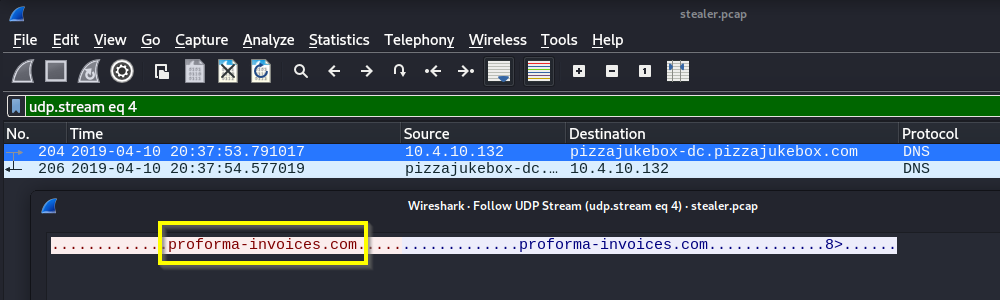 stealer.pcap
File Edit View Go Capture Analyze Statistics Telephony Wireless Tools Help
udp.stream eq 4
No. Time Source Destination Protocol
204 2019-04-10 20:37:53.791017 10.4.10.132 pizzajukebox-dc.pizzajukebox.com DNS
206 2019-04-10 20:37:54.577019 pizzajukebox-dc.… 10.4.10.132 DNS
Wireshark · Follow UDP Stream (udp.stream eq 4) · stealer.pcap
.............proforma-invoices.com..................proforma-invoices.com.............8>......